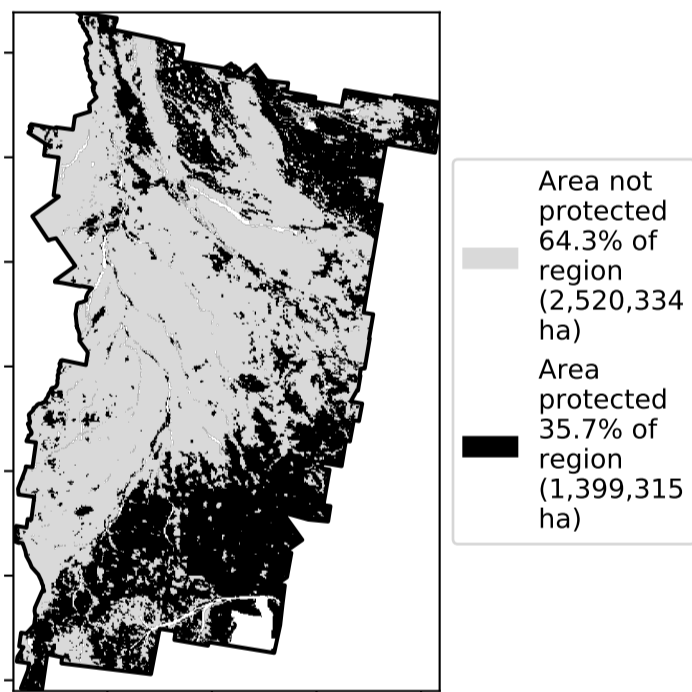 Area not
protected
64.3% of
region
(2,520,334
ha)
Area
protected
35.7% of
region
(1,399,315
ha)